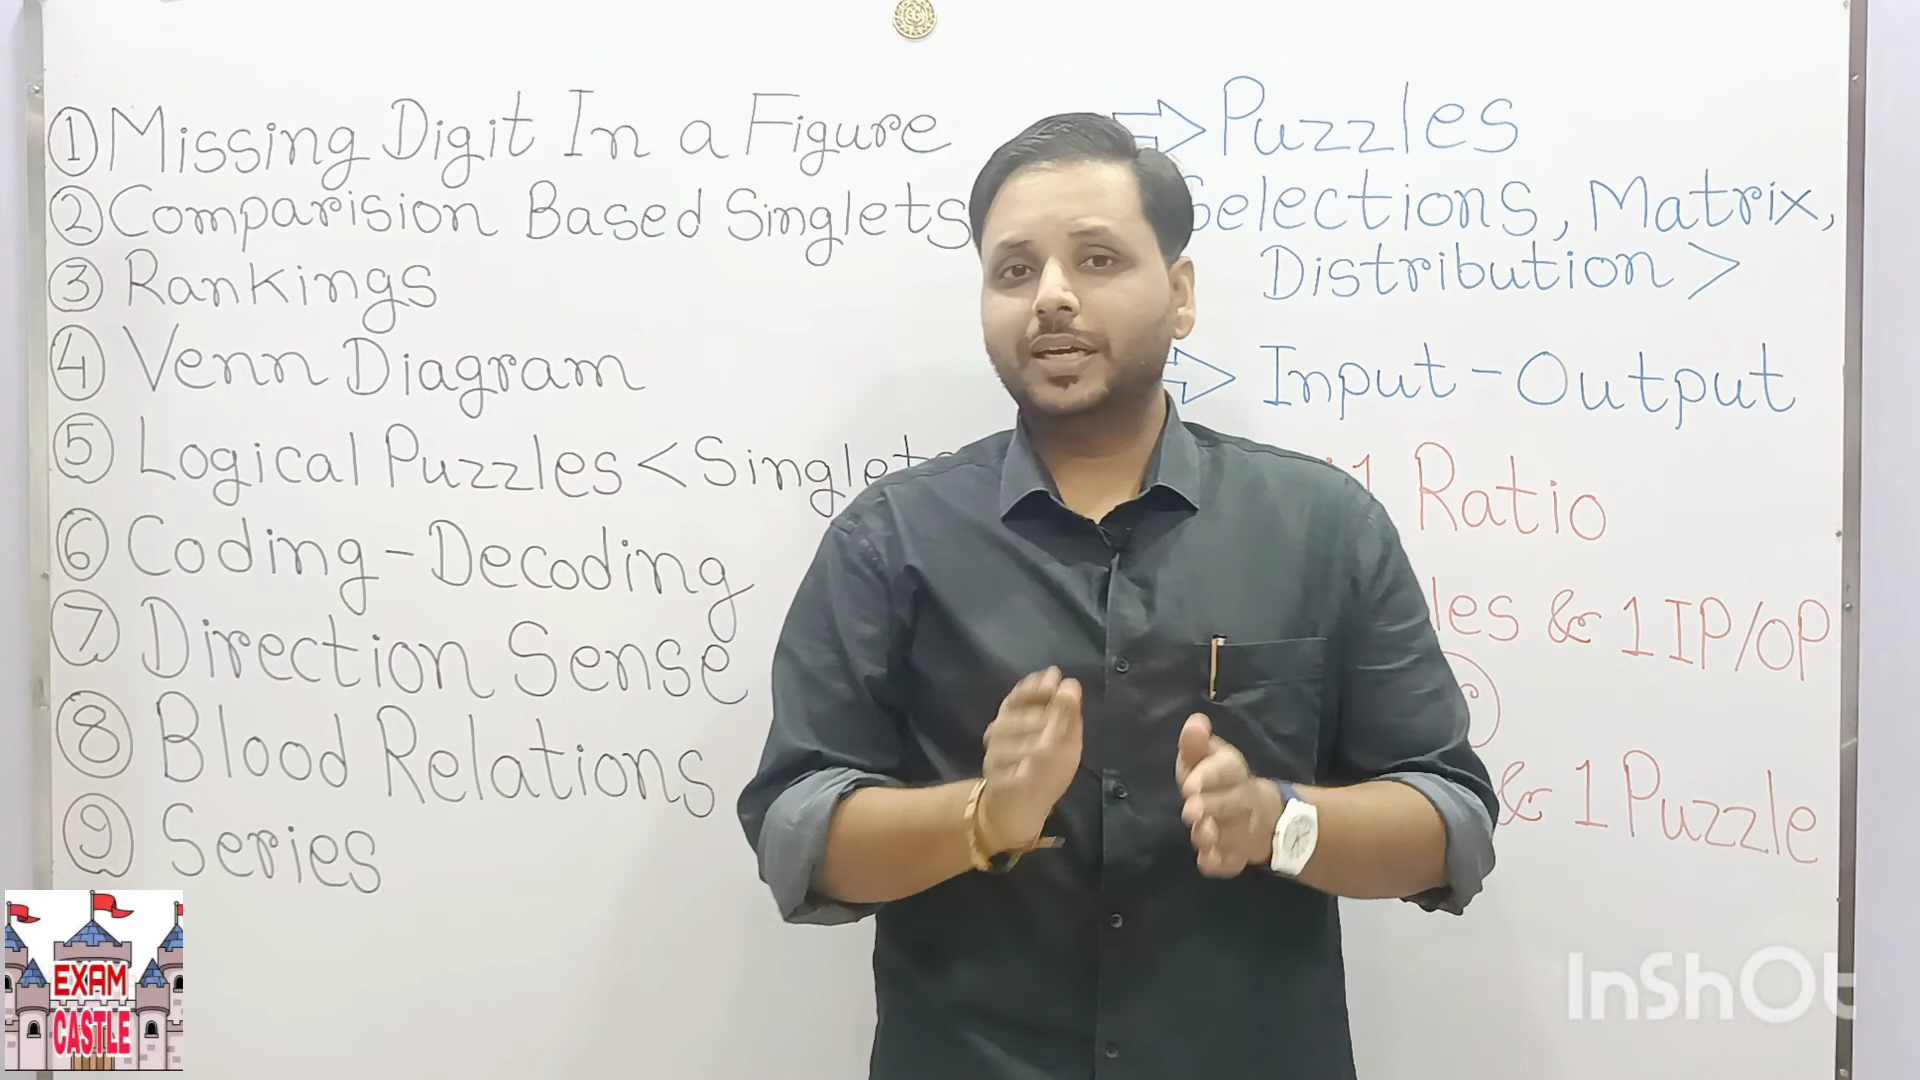 ① Missing Digit In a Figure
② Comparision Based Singlets
③ Rankings
④ Venn Diagram
⑤ Logical Puzzles < Singlets
⑥ Coding-Decoding
⑦ Direction Sense
⑧ Blood Relations
⑨ Series
⇒ Puzzles
Selections, Matrix,
Distribution >
⇒ Input-Output
:1 Ratio
les & 1 IP/OP
& 1 Puzzle
EXAM
CASTLE
InShOt